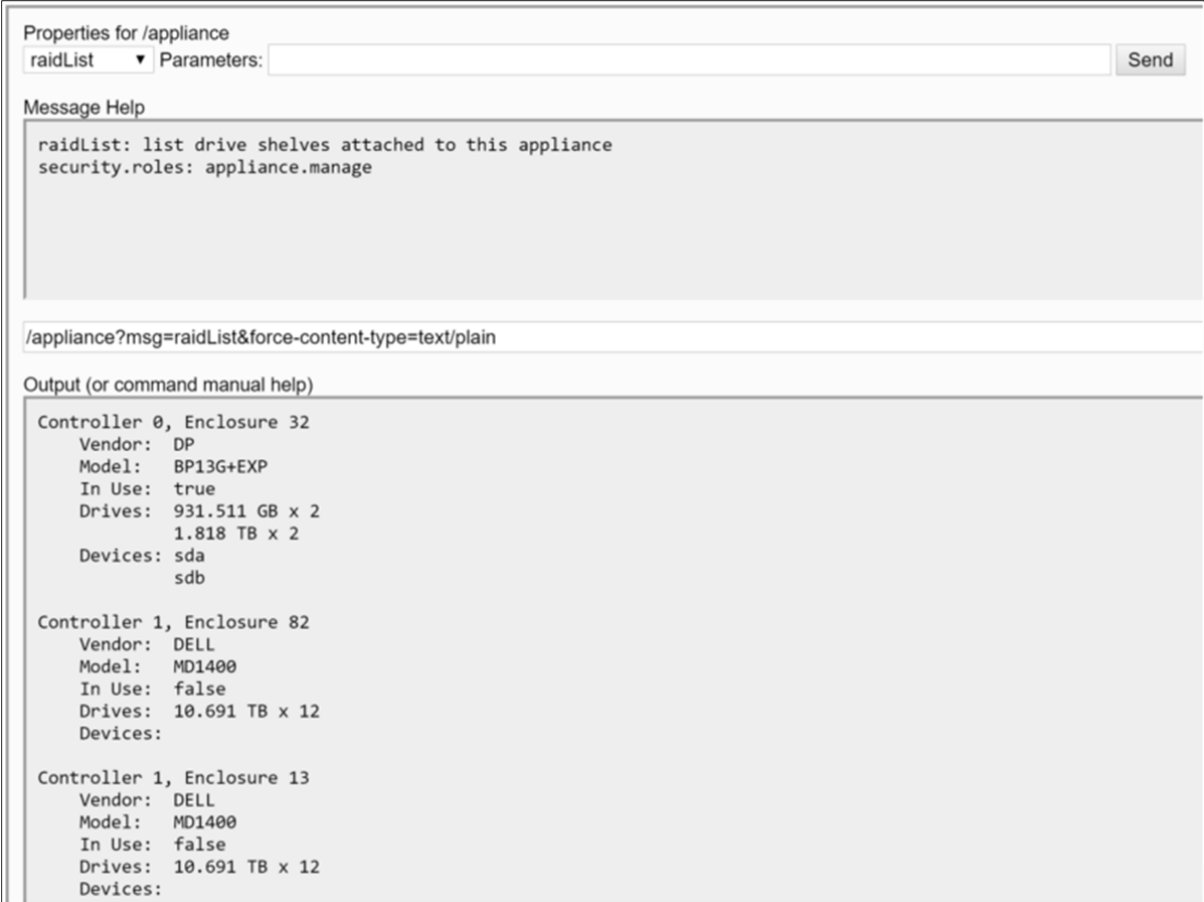 Properties for /appliance
raidList ▼ Parameters: Send
Message Help
raidList: list drive shelves attached to this appliance
security.roles: appliance.manage
/appliance?msg=raidList&force-content-type=text/plain
Output (or command manual help)
Controller 0, Enclosure 32
Vendor: DP
Model: BP13G+EXP
In Use: true
Drives: 931.511 GB x 2
1.818 TB x 2
Devices: sda
sdb
Controller 1, Enclosure 82
Vendor: DELL
Model: MD1400
In Use: false
Drives: 10.691 TB x 12
Devices:
Controller 1, Enclosure 13
Vendor: DELL
Model: MD1400
In Use: false
Drives: 10.691 TB x 12
Devices: